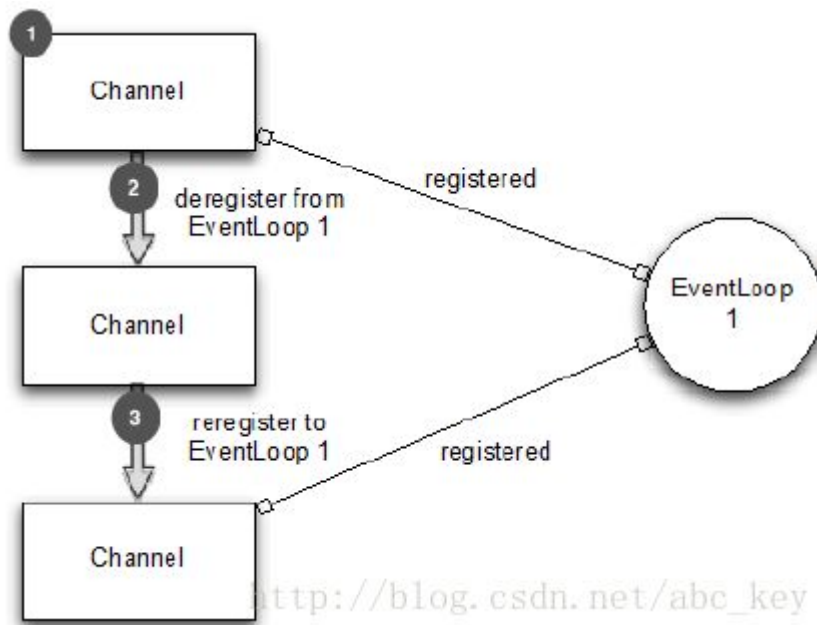 1
Channel
registered
2
deregister from
EventLoop 1
Channel
EventLoop
1
3
reregister to
EventLoop 1
registered
Channel
http://blog.csdn.net/abc_key